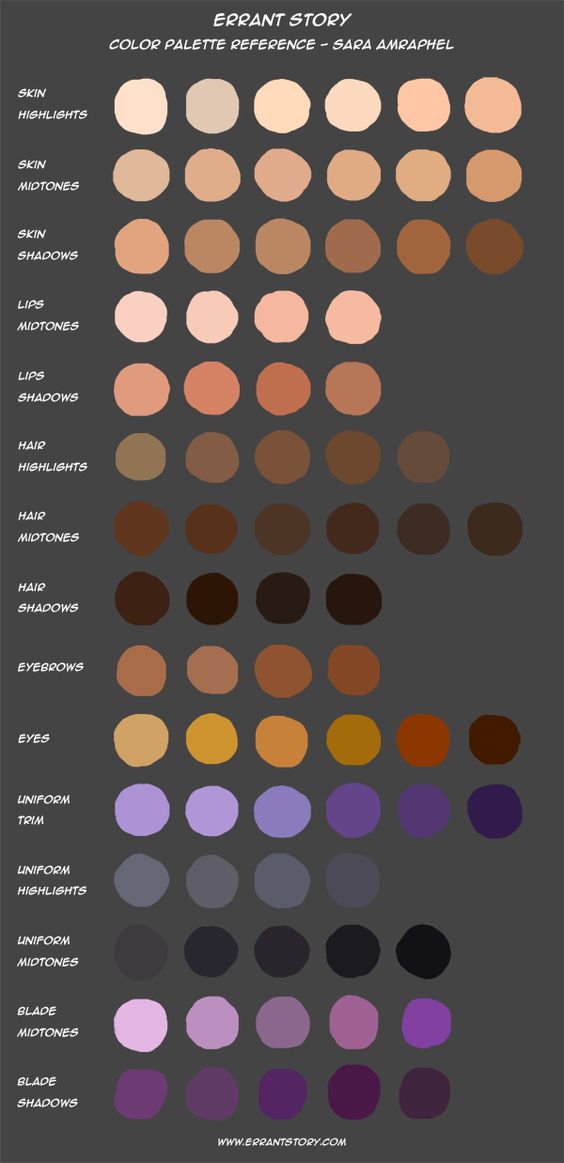 ERRANT STORY
COLOR PALETTE REFERENCE - SARA AMRAPHEL
SKIN
HIGHLIGHTS
SKIN
MIDTONES
SKIN
SHADOWS
LIPS
MIDTONES
LIPS
SHADOWS
HAIR
HIGHLIGHTS
HAIR
MIDTONES
HAIR
SHADOWS
EYEBROWS
EYES
UNIFORM
TRIM
UNIFORM
HIGHLIGHTS
UNIFORM
MIDTONES
BLADE
MIDTONES
BLADE
SHADOWS
WWW.ERRANTSTORY.COM